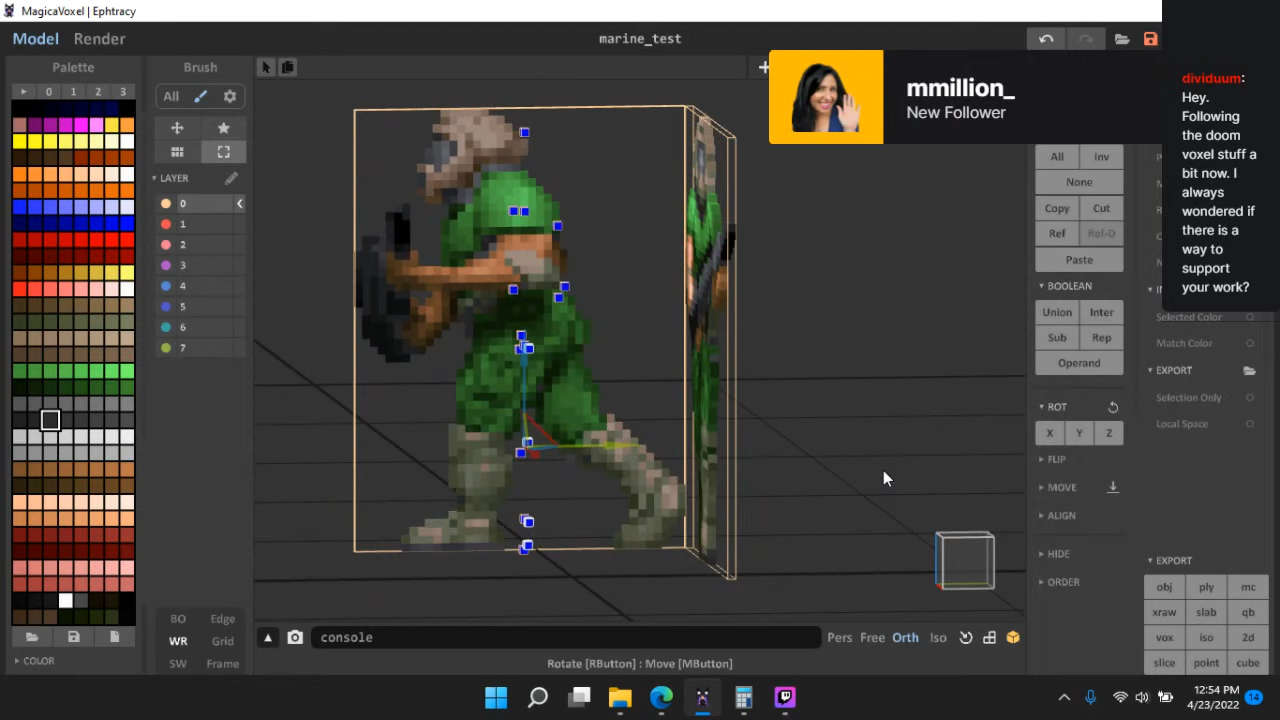 MagicaVoxel | Ephtracy
Model Render
marine_test
Palette
0 1 2 3
COLOR
Brush
All
LAYER
0
1
2
3
4
5
6
7
BO Edge
WR Grid
SW Frame
mmillion_
New Follower
dividuum:
Hey.
Following
the doom
voxel stuff a
bit now. I
always
wondered if
there is a
way to
support
your work?
All Inv
None
Copy Cut
Ref Ref-D
Paste
BOOLEAN
Union Inter
Sub Rep
Operand
ROT
X Y Z
FLIP
MOVE
ALIGN
HIDE
ORDER
Selected Color
Match Color
EXPORT
Selection Only
Local Space
EXPORT
obj ply mc
xraw slab qb
vox iso 2d
slice point cube
console
Pers Free Orth Iso
Rotate [RButton] : Move [MButton]
12:54 PM
4/23/2022
14